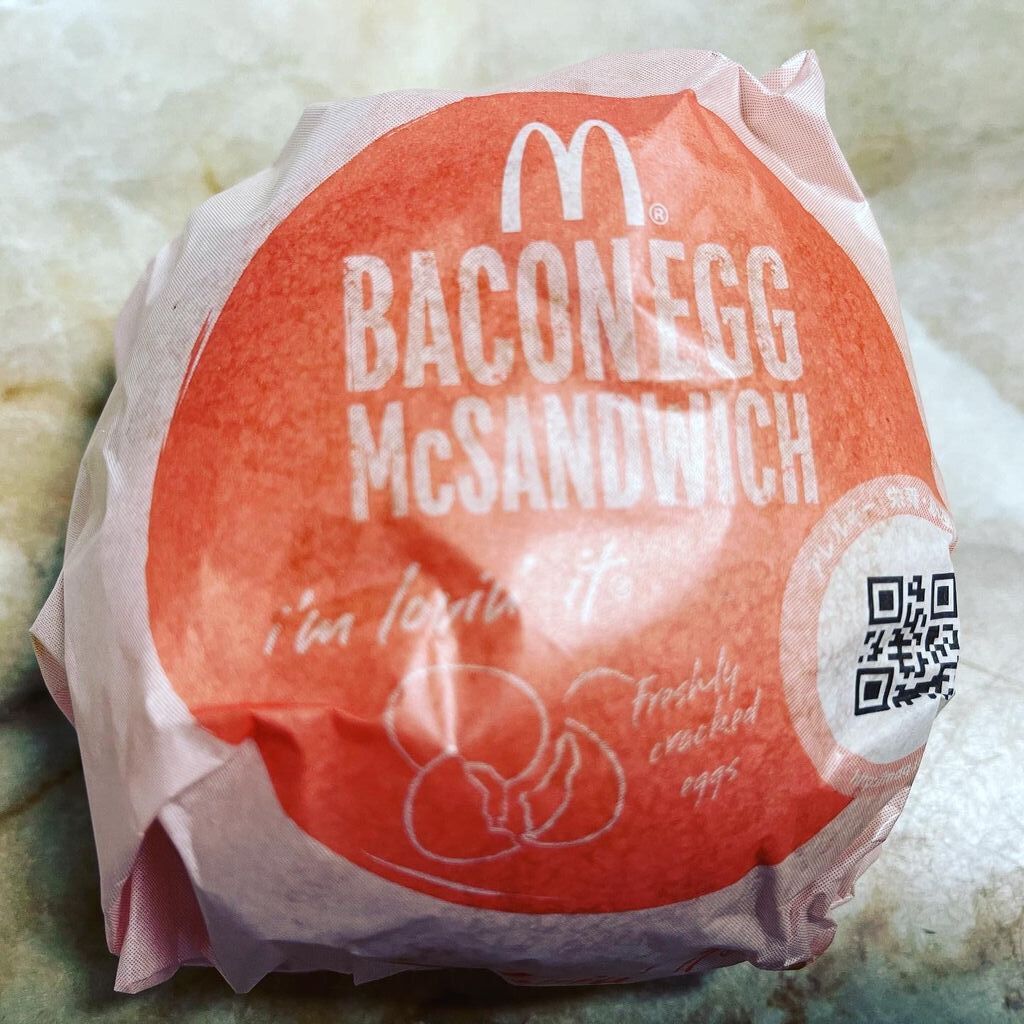 M®
BACON EGG
McSANDWICH
i'm lovin' it®
Freshly
cracked
eggs